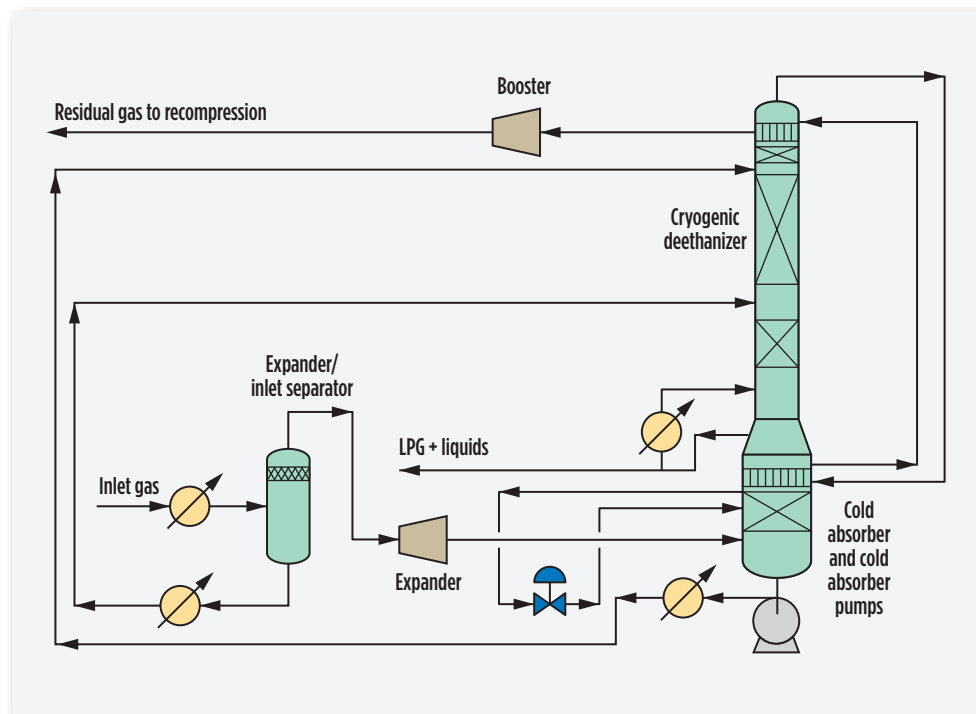 Booster
Residual gas to recompression
Cryogenic
deethanizer
Expander/
inlet separator
LPG + liquids
Inlet gas
Cold
absorber
and cold
absorber
pumps
Expander